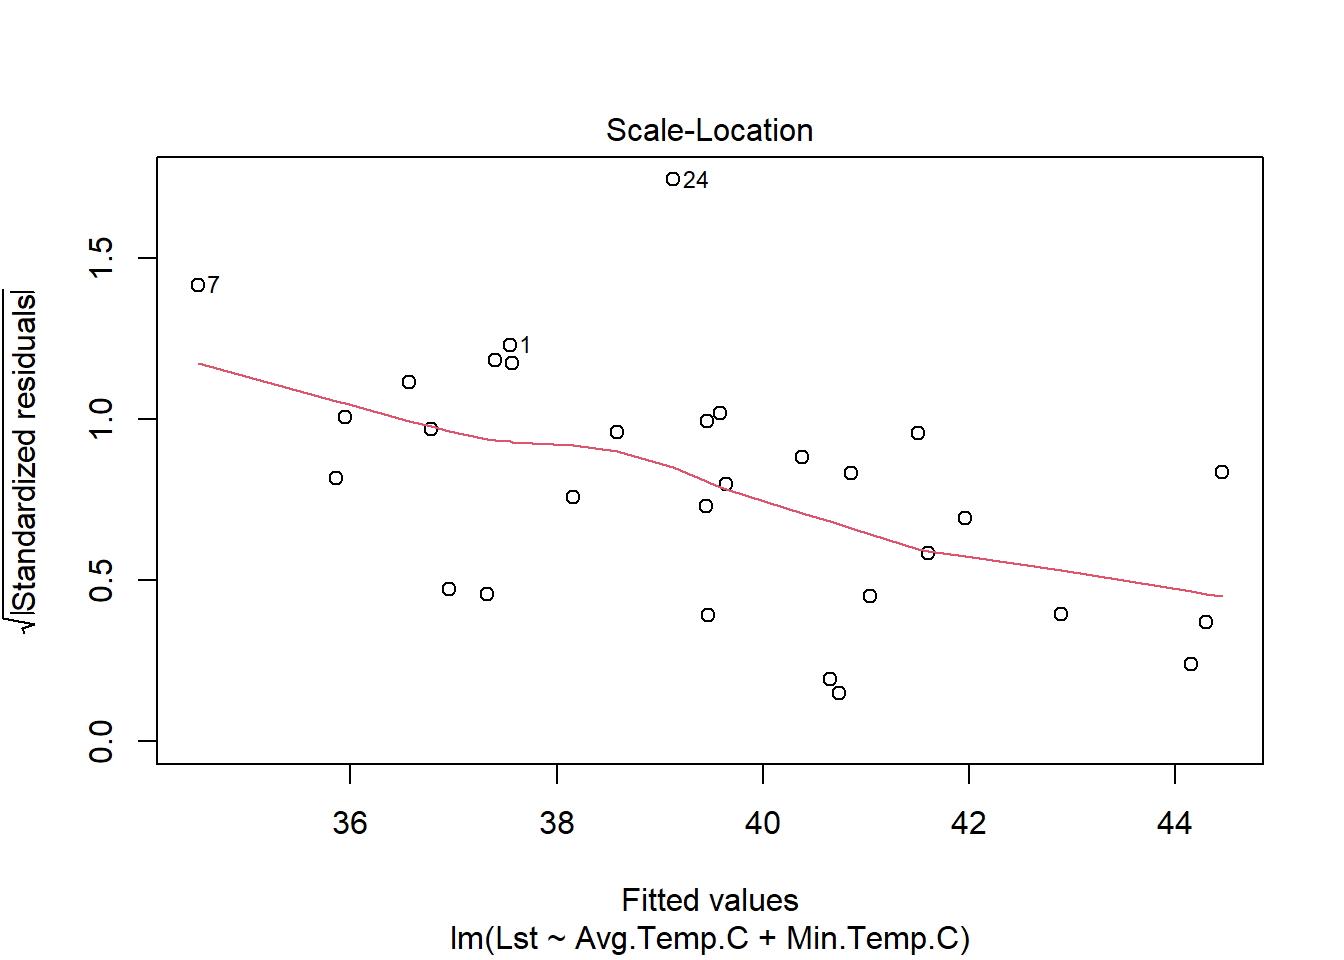 Scale-Location
24
1.5
7
1
1.0
0.5
0.0
√|Standardized residuals|
36 38 40 42 44
Fitted values
lm(Lst ~ Avg.Temp.C + Min.Temp.C)